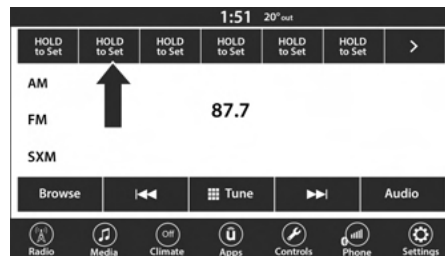 1:51 20° out
HOLD to Set HOLD to Set HOLD to Set HOLD to Set HOLD to Set HOLD to Set >
AM
FM
87.7
SXM
Browse Tune Audio
Off ū
Radio Media Climate Apps Controls Phone Settings